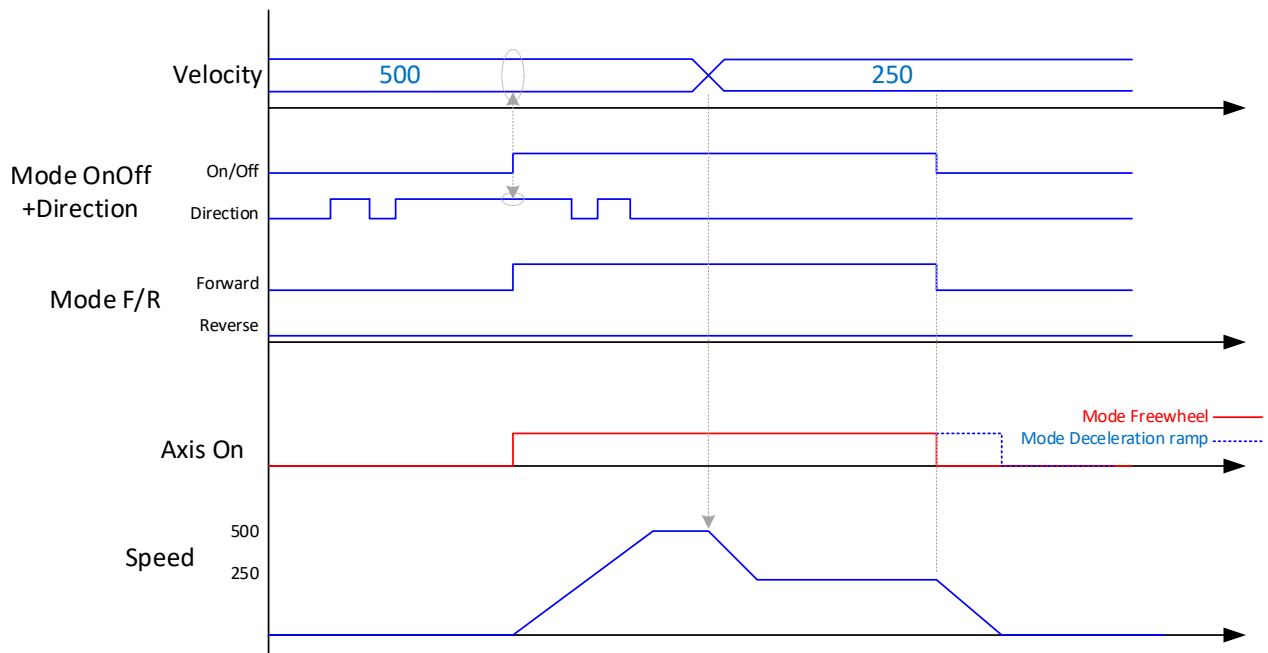 Velocity
500
250
Mode OnOff
+Direction
On/Off
Direction
Mode F/R
Forward
Reverse
Mode Freewheel
Mode Deceleration ramp
Axis On
Speed
500
250